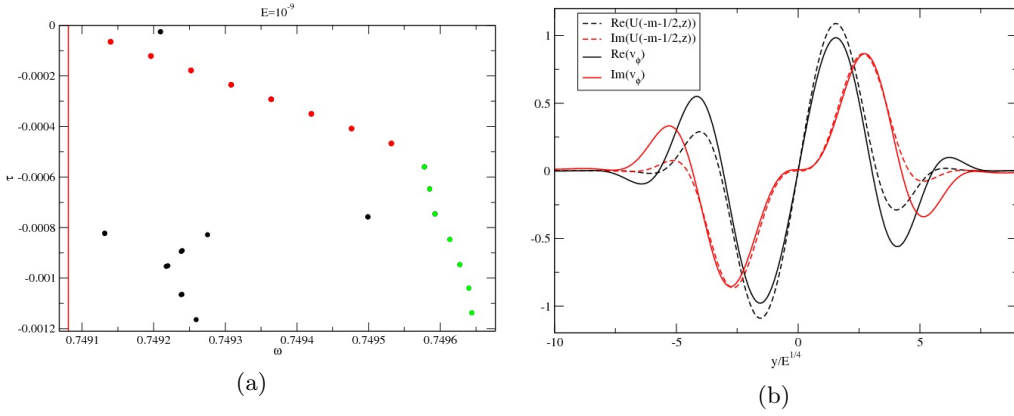 E=10^-9
0
-0.0002
-0.0004
-0.0006
-0.0008
-0.001
-0.0012
τ
0.7491 0.7492 0.7493 0.7494 0.7495 0.7496
ω
(a)
Re(U(-m-1/2,z))
Im(U(-m-1/2,z))
Re(v_ϕ)
Im(v_ϕ)
1
0.5
0
-0.5
-1
-10 -5 0 5
y/E^1/4
(b)